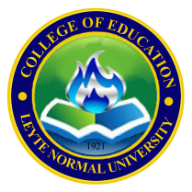 COLLEGE OF EDUCATION
1921
LEYTE NORMAL UNIVERSITY